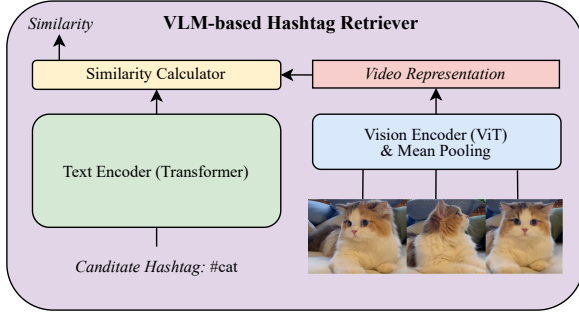 VLM-based Hashtag Retriever
Similarity
Similarity Calculator
Video Representation
Text Encoder (Transformer)
Vision Encoder (ViT)
& Mean Pooling
Canditate Hashtag: #cat